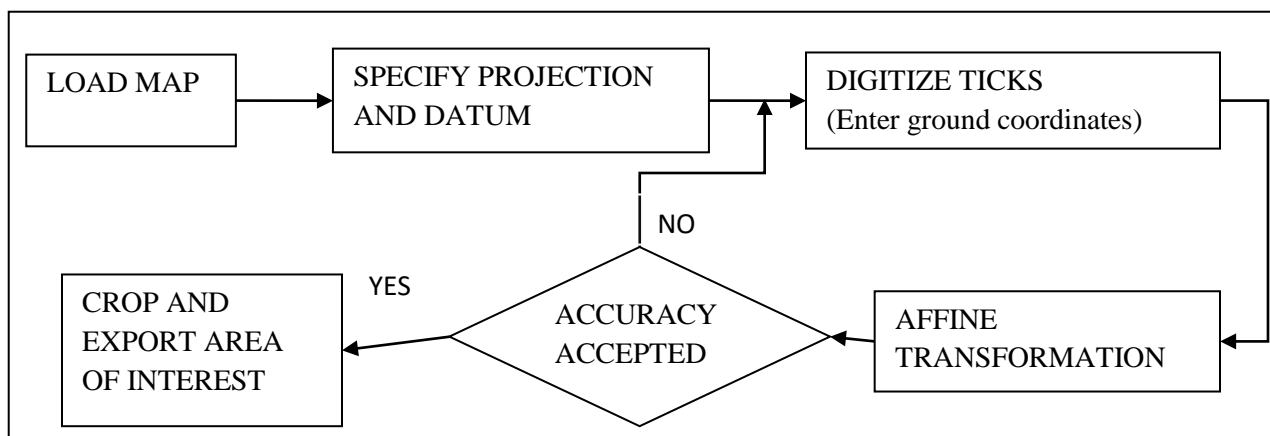 LOAD MAP
SPECIFY PROJECTION
AND DATUM
DIGITIZE TICKS
(Enter ground coordinates)
NO
YES
CROP AND
EXPORT AREA
OF INTEREST
ACCURACY
ACCEPTED
AFFINE
TRANSFORMATION